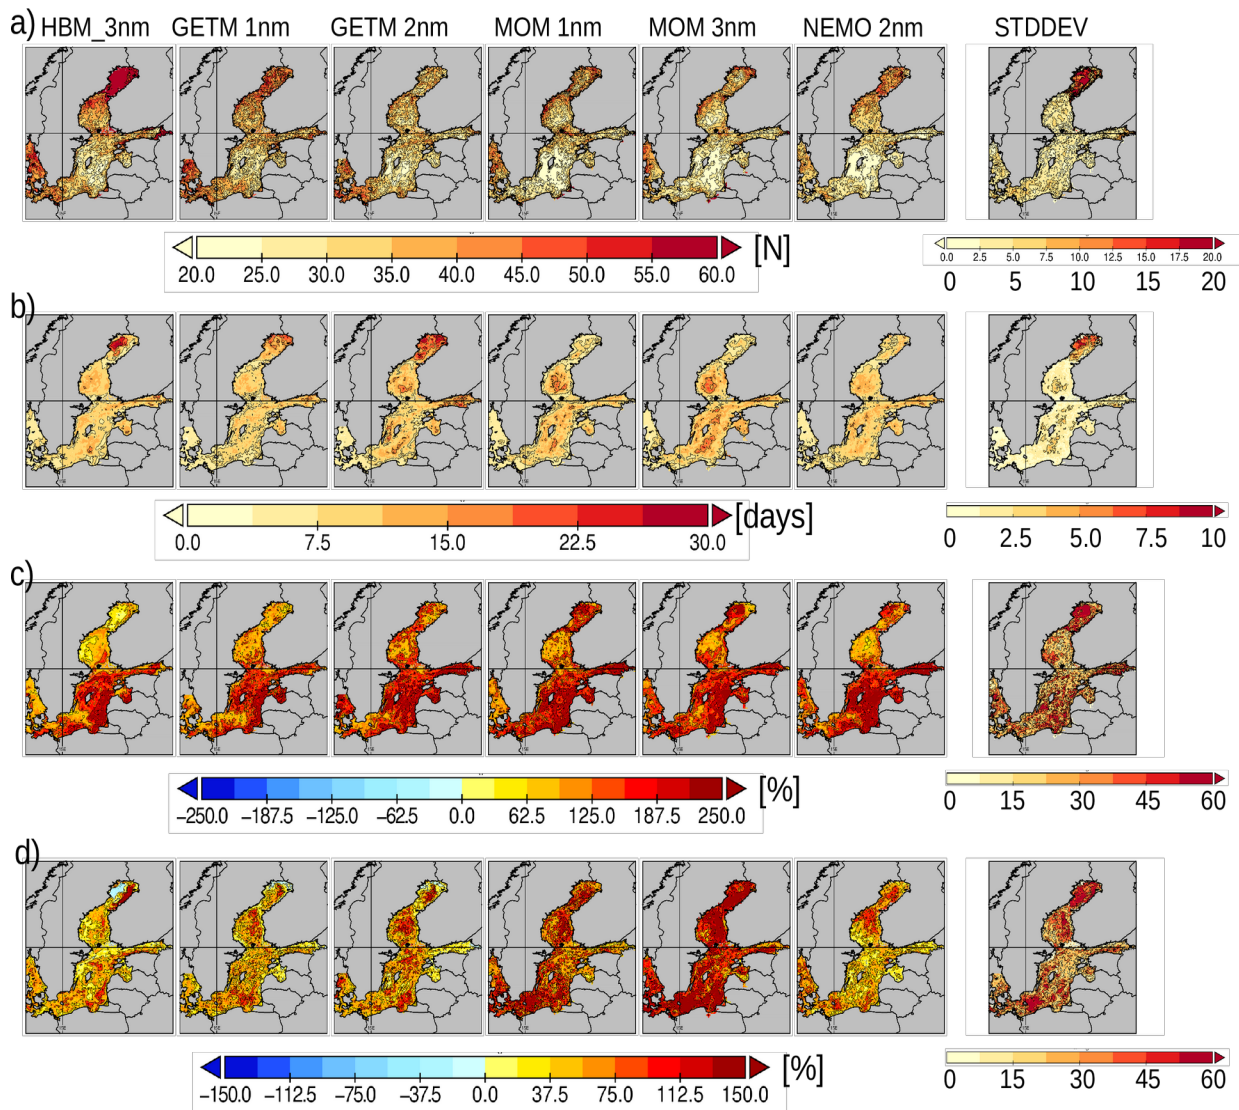 a) HBM_3nm GETM 1nm GETM 2nm MOM 1nm MOM 3nm NEMO 2nm STDDEV
[N]
20.0 25.0 30.0 35.0 40.0 45.0 50.0 55.0 60.0
0.0 2.5 5.0 7.5 10.0 12.5 15.0 17.5 20.0
0 5 10 15 20
b)
[days]
0.0 7.5 15.0 22.5 30.0
0 2.5 5.0 7.5 10
c)
[%]
−250.0 −187.5 −125.0 −62.5 0.0 62.5 125.0 187.5 250.0
0 15 30 45 60
d)
[%]
−150.0 −112.5 −75.0 −37.5 0.0 37.5 75.0 112.5 150.0
0 15 30 45 60